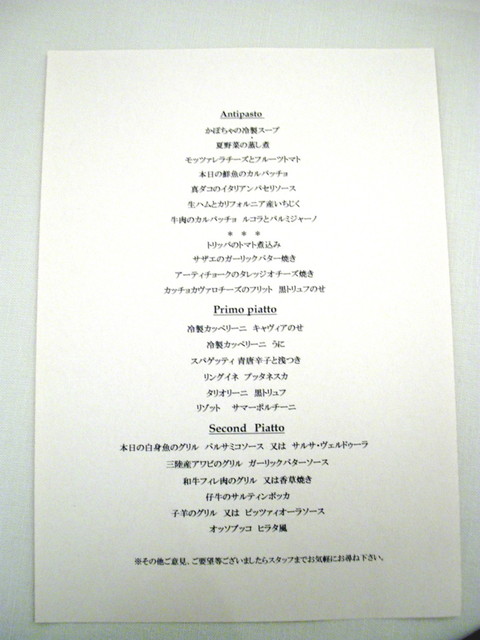 Antipasto
かぼちゃの冷製スープ
夏野菜の蒸し煮
モッツァレラチーズとフルーツトマト
本日の鮮魚のカルパッチョ
真ダコのイタリアンパセリソース
生ハムとカリフォルニア産いちじく
牛肉のカルパッチョ ルコラとパルミジャーノ
＊ ＊ ＊
トリッパのトマト煮込み
サザエのガーリックバター焼き
アーティチョークのタレッジオチーズ焼き
カッチョカヴァロチーズのフリット 黒トリュフのせ
Primo piatto
冷製カッペリーニ キャヴィアのせ
冷製カッペリーニ うに
スパゲッティ 青唐辛子と浅つき
リングイネ プッタネスカ
タリオリーニ 黒トリュフ
リゾット サマーポルチーニ
Second Piatto
本日の白身魚のグリル バルサミコソース 又は サルサ・ヴェルドゥーラ
三陸産アワビのグリル ガーリックバターソース
和牛フィレ肉のグリル 又は香草焼き
仔牛のサルティンボッカ
子羊のグリル 又は ピッツァイオーラソース
オッソブッコ ヒラタ風
※その他ご意見、ご要望等ございましたらスタッフまでお気軽にお尋ね下さい。